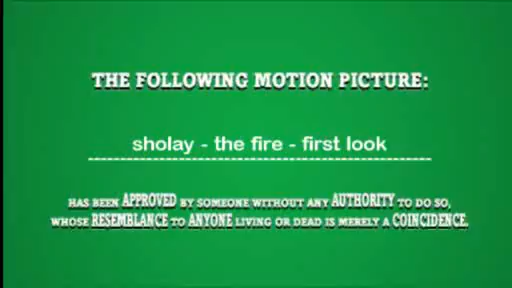 THE FOLLOWING MOTION PICTURE:
sholay - the fire - first look
HAS BEEN APPROVED BY SOMEONE WITHOUT ANY AUTHORITY TO DO SO,
WHOSE RESEMBLANCE TO ANYONE LIVING OR DEAD IS MERELY A COINCIDENCE.